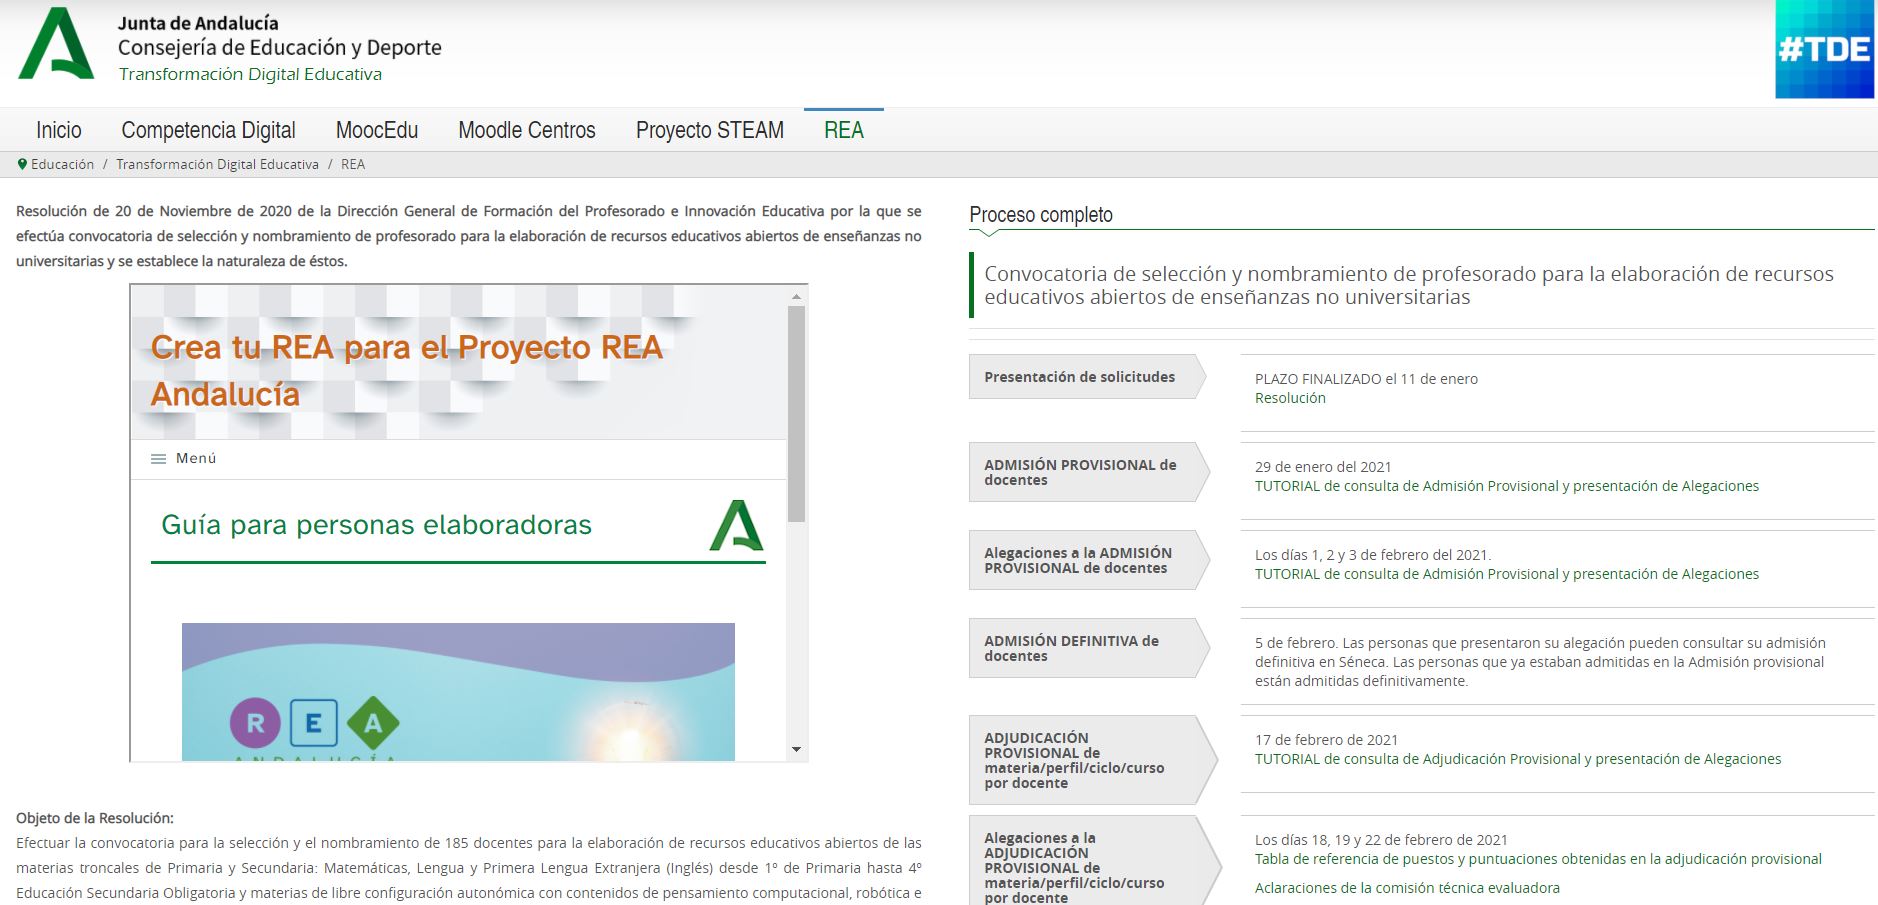 Junta de Andalucía
Consejería de Educación y Deporte
Transformación Digital Educativa
#TDE
Inicio Competencia Digital MoocEdu Moodle Centros Proyecto STEAM REA
Educación / Transformación Digital Educativa / REA
Resolución de 20 de Noviembre de 2020 de la Dirección General de Formación del Profesorado e Innovación Educativa por la que se
efectúa convocatoria de selección y nombramiento de profesorado para la elaboración de recursos educativos abiertos de enseñanzas no
universitarias y se establece la naturaleza de éstos.
Crea tu REA para el Proyecto REA
Andalucía
Menú
Guía para personas elaboradoras
R E A
ANDALUCÍA
Objeto de la Resolución:
Efectuar la convocatoria para la selección y el nombramiento de 185 docentes para la elaboración de recursos educativos abiertos de las
materias troncales de Primaria y Secundaria: Matemáticas, Lengua y Primera Lengua Extranjera (Inglés) desde 1º de Primaria hasta 4º
Educación Secundaria Obligatoria y materias de libre configuración autonómica con contenidos de pensamiento computacional, robótica e
Proceso completo
Convocatoria de selección y nombramiento de profesorado para la elaboración de recursos
educativos abiertos de enseñanzas no universitarias
Presentación de solicitudes
PLAZO FINALIZADO el 11 de enero
Resolución
ADMISIÓN PROVISIONAL de
docentes
29 de enero del 2021
TUTORIAL de consulta de Admisión Provisional y presentación de Alegaciones
Alegaciones a la ADMISIÓN
PROVISIONAL de docentes
Los días 1, 2 y 3 de febrero del 2021.
TUTORIAL de consulta de Admisión Provisional y presentación de Alegaciones
ADMISIÓN DEFINITIVA de
docentes
5 de febrero. Las personas que presentaron su alegación pueden consultar su admisión
definitiva en Séneca. Las personas que ya estaban admitidas en la Admisión provisional
están admitidas definitivamente.
ADJUDICACIÓN
PROVISIONAL de
materia/perfil/ciclo/curso
por docente
17 de febrero de 2021
TUTORIAL de consulta de Adjudicación Provisional y presentación de Alegaciones
Alegaciones a la
ADJUDICACIÓN
PROVISIONAL de
materia/perfil/ciclo/curso
por docente
Los días 18, 19 y 22 de febrero de 2021
Tabla de referencia de puestos y puntuaciones obtenidas en la adjudicación provisional
Aclaraciones de la comisión técnica evaluadora